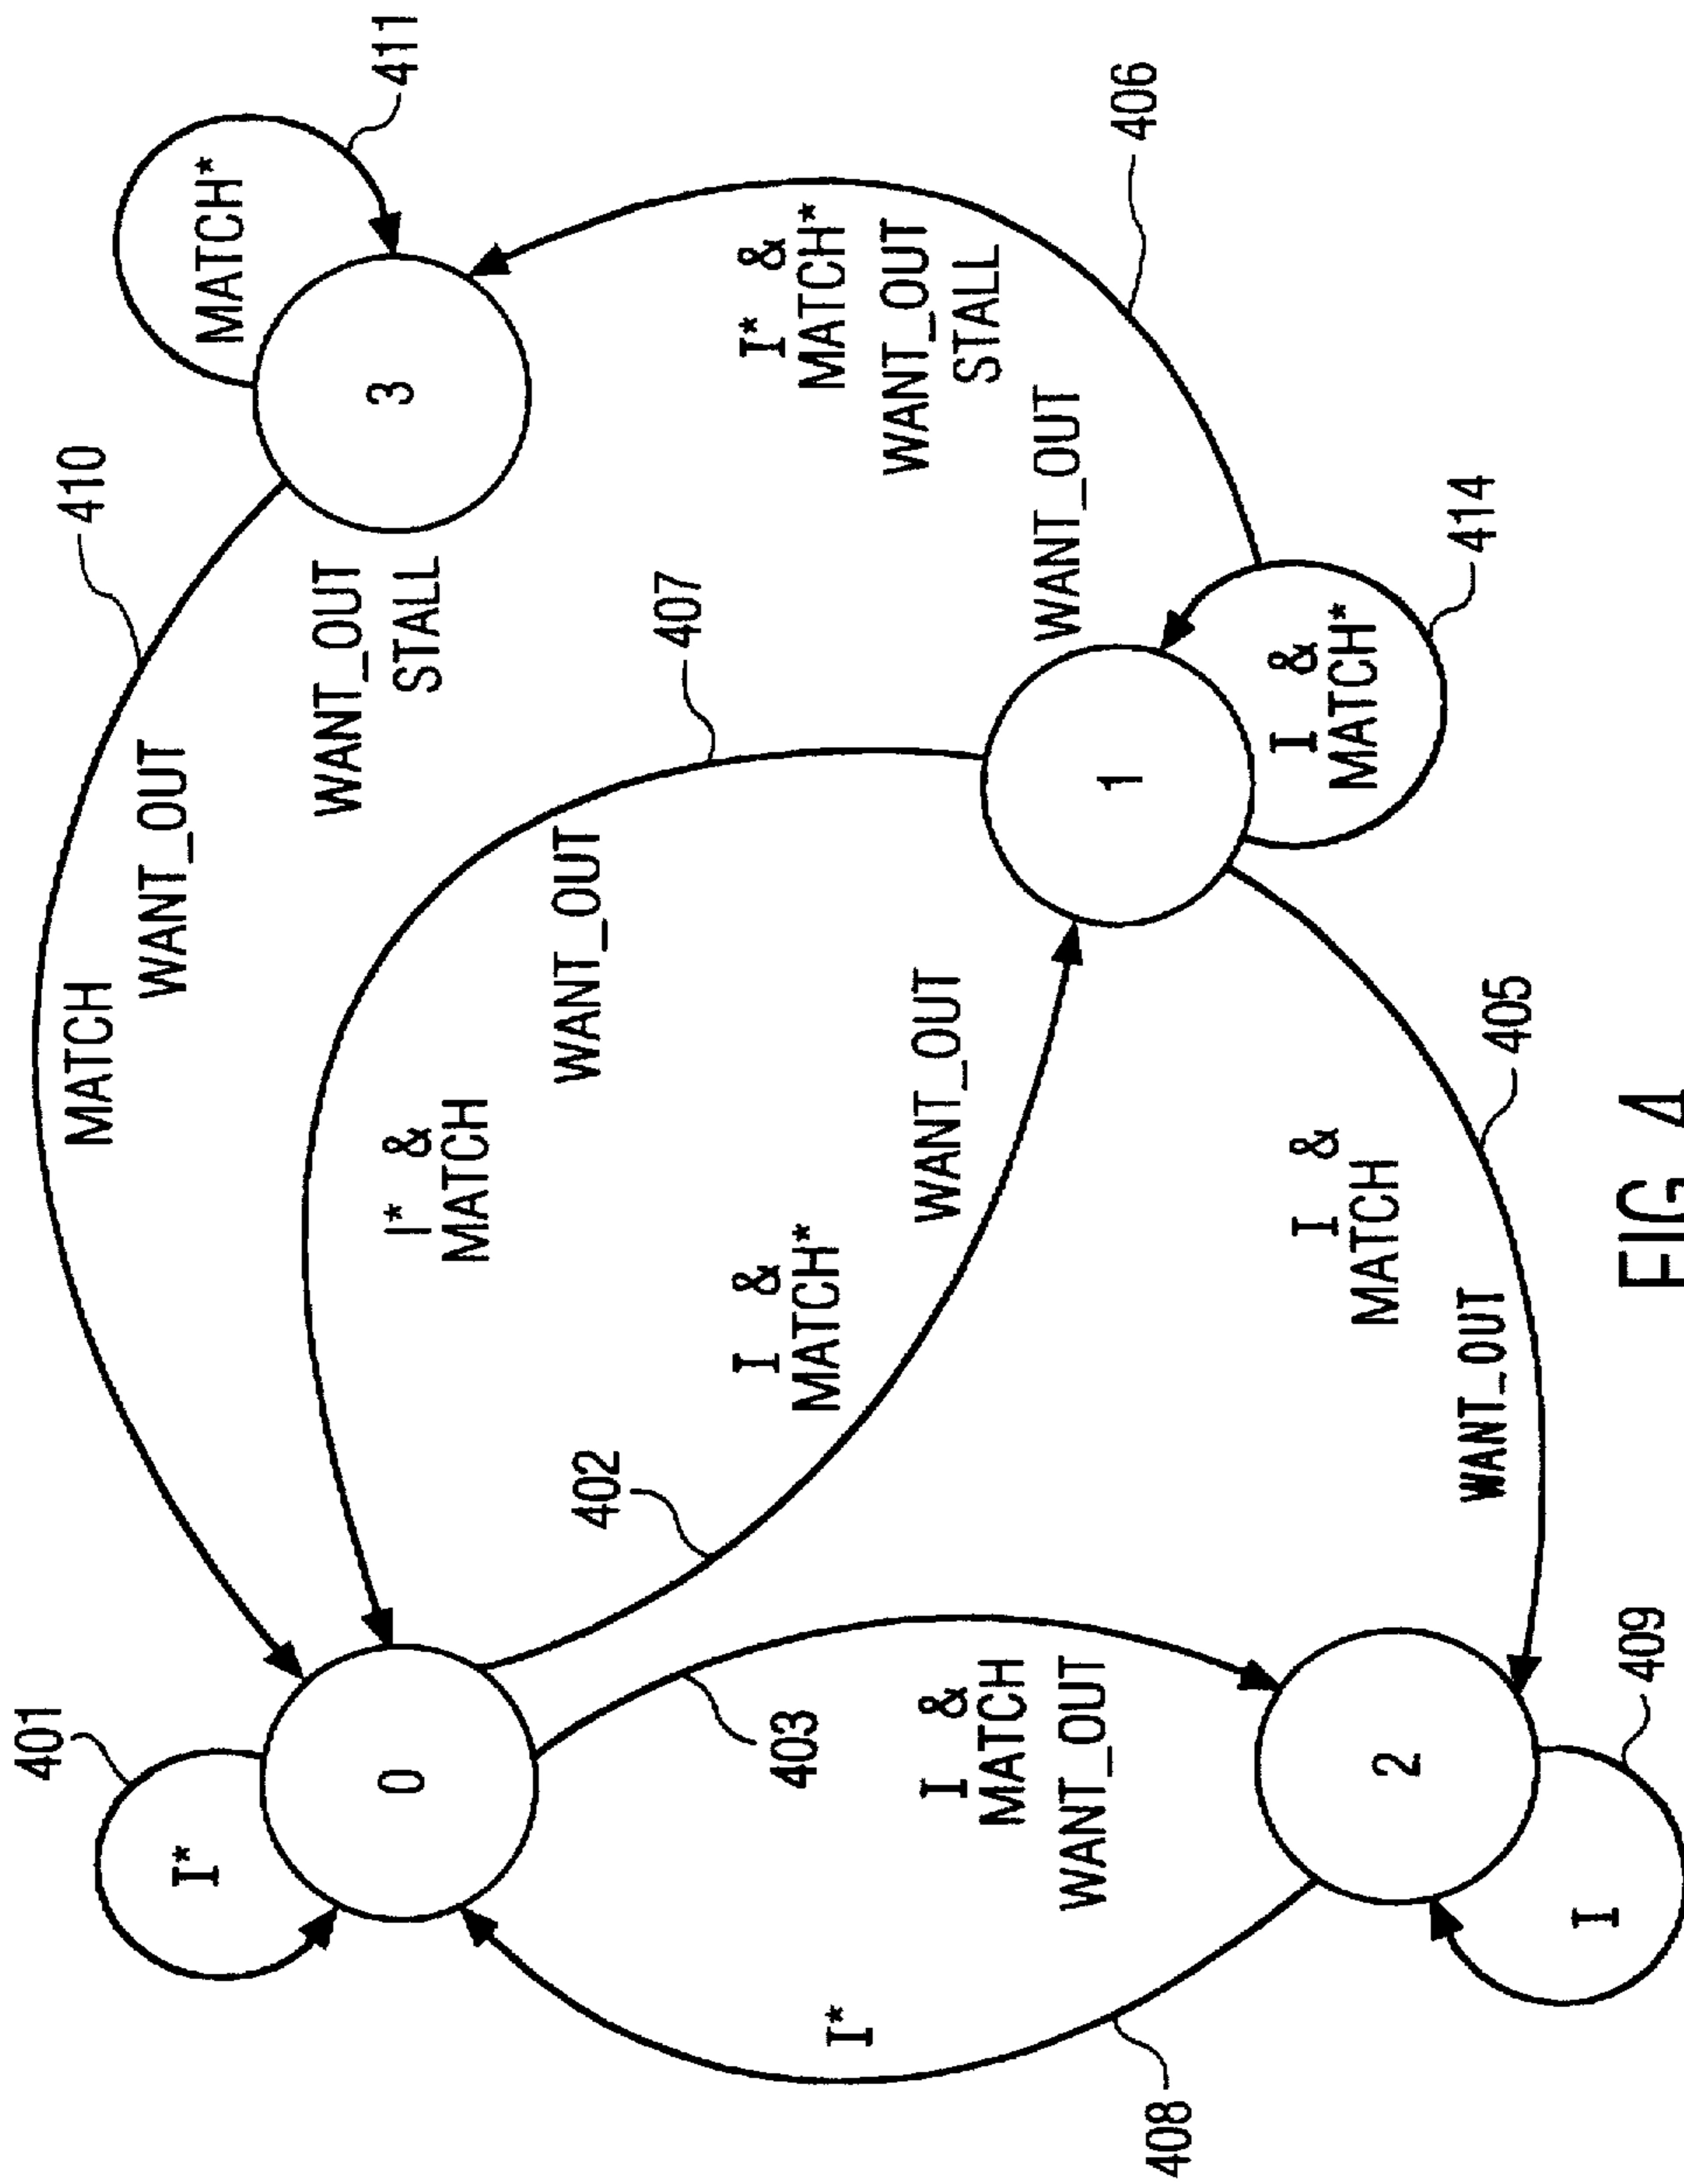 401
I*
0
MATCH
WANT_OUT
410
MATCH*
411
3
WANT_OUT
STALL
I* &
MATCH
WANT_OUT
407
I* &
MATCH*
WANT_OUT
STALL
406
402
I &
MATCH*
WANT_OUT
WANT_OUT
1
I &
MATCH*
414
403
I*
I &
MATCH
WANT_OUT
408
2
I
409
I &
MATCH
WANT_OUT
405
FIG 4